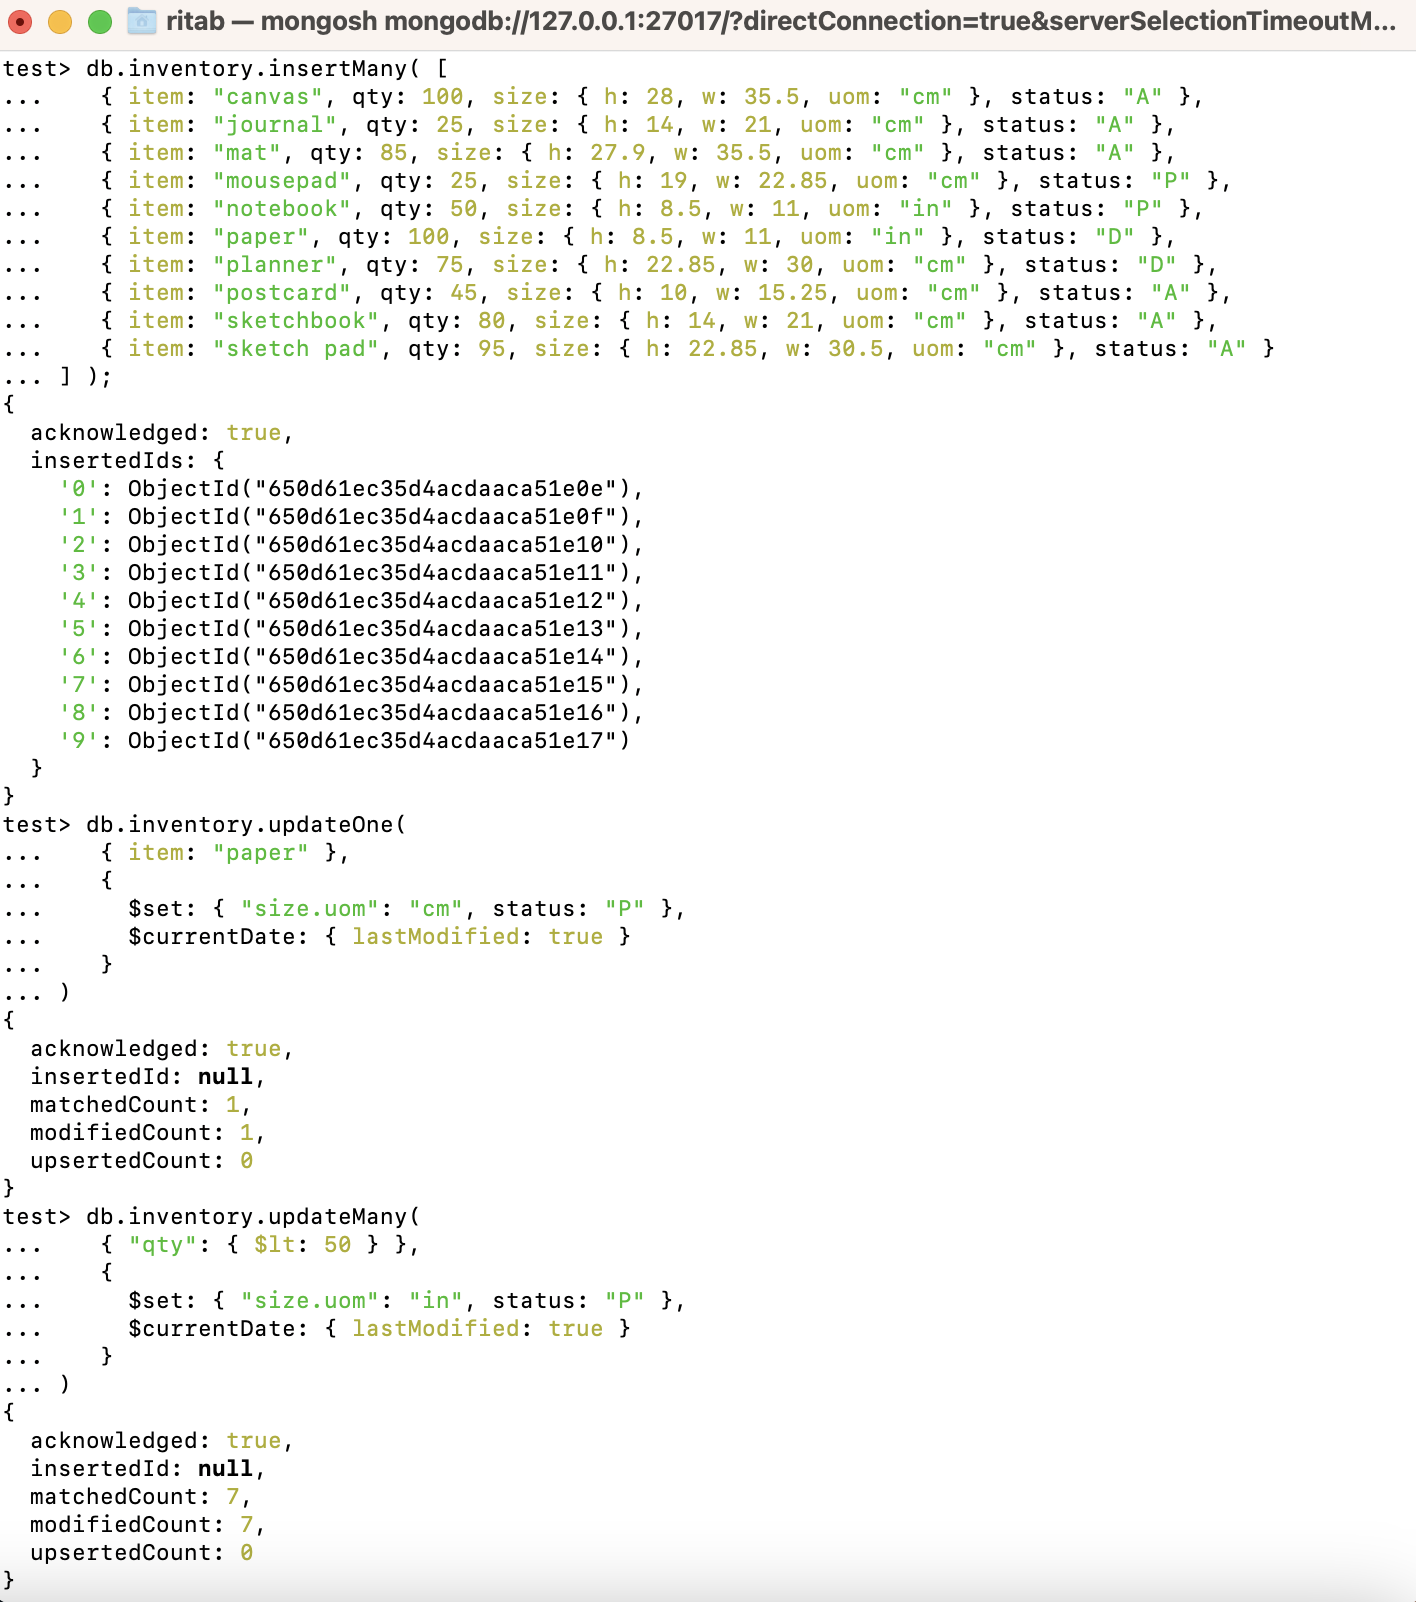 ritab — mongosh mongodb://127.0.0.1:27017/?directConnection=true&serverSelectionTimeoutM...
test> db.inventory.insertMany( [
...    { item: "canvas", qty: 100, size: { h: 28, w: 35.5, uom: "cm" }, status: "A" },
...    { item: "journal", qty: 25, size: { h: 14, w: 21, uom: "cm" }, status: "A" },
...    { item: "mat", qty: 85, size: { h: 27.9, w: 35.5, uom: "cm" }, status: "A" },
...    { item: "mousepad", qty: 25, size: { h: 19, w: 22.85, uom: "cm" }, status: "P" },
...    { item: "notebook", qty: 50, size: { h: 8.5, w: 11, uom: "in" }, status: "P" },
...    { item: "paper", qty: 100, size: { h: 8.5, w: 11, uom: "in" }, status: "D" },
...    { item: "planner", qty: 75, size: { h: 22.85, w: 30, uom: "cm" }, status: "D" },
...    { item: "postcard", qty: 45, size: { h: 10, w: 15.25, uom: "cm" }, status: "A" },
...    { item: "sketchbook", qty: 80, size: { h: 14, w: 21, uom: "cm" }, status: "A" },
...    { item: "sketch pad", qty: 95, size: { h: 22.85, w: 30.5, uom: "cm" }, status: "A" }
... ] );
{
  acknowledged: true,
  insertedIds: {
    '0': ObjectId("650d61ec35d4acdaaca51e0e"),
    '1': ObjectId("650d61ec35d4acdaaca51e0f"),
    '2': ObjectId("650d61ec35d4acdaaca51e10"),
    '3': ObjectId("650d61ec35d4acdaaca51e11"),
    '4': ObjectId("650d61ec35d4acdaaca51e12"),
    '5': ObjectId("650d61ec35d4acdaaca51e13"),
    '6': ObjectId("650d61ec35d4acdaaca51e14"),
    '7': ObjectId("650d61ec35d4acdaaca51e15"),
    '8': ObjectId("650d61ec35d4acdaaca51e16"),
    '9': ObjectId("650d61ec35d4acdaaca51e17")
  }
}
test> db.inventory.updateOne(
...    { item: "paper" },
...    {
...      $set: { "size.uom": "cm", status: "P" },
...      $currentDate: { lastModified: true }
...    }
... )
{
  acknowledged: true,
  insertedId: null,
  matchedCount: 1,
  modifiedCount: 1,
  upsertedCount: 0
}
test> db.inventory.updateMany(
...    { "qty": { $lt: 50 } },
...    {
...      $set: { "size.uom": "in", status: "P" },
...      $currentDate: { lastModified: true }
...    }
... )
{
  acknowledged: true,
  insertedId: null,
  matchedCount: 7,
  modifiedCount: 7,
  upsertedCount: 0
}